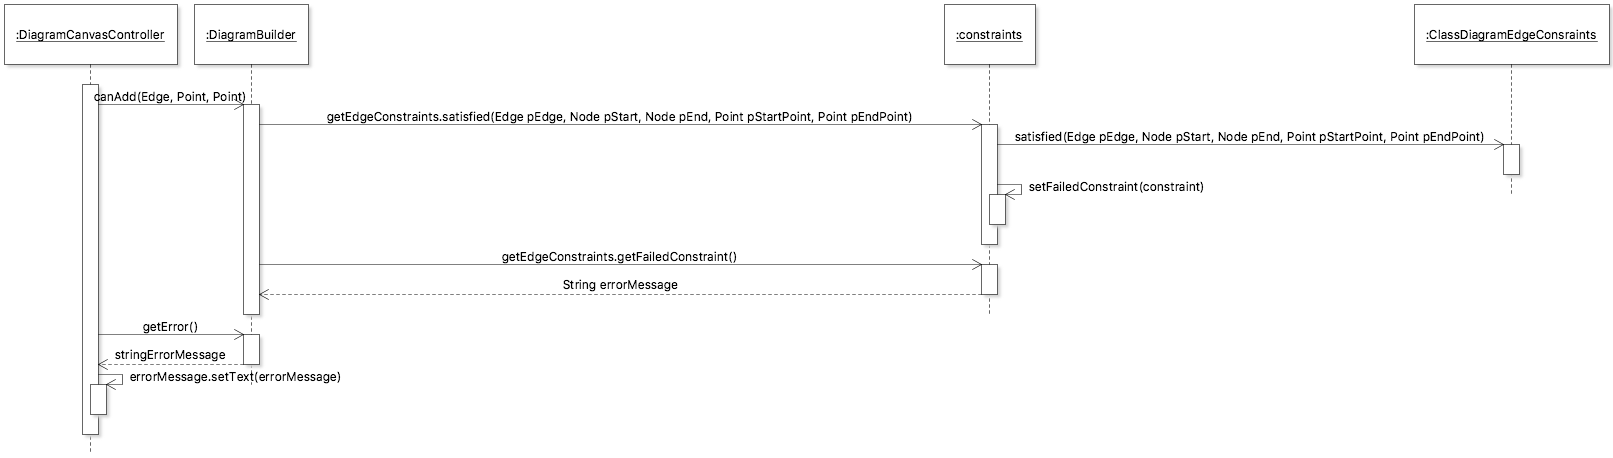 :DiagramCanvasController
:DiagramBuilder
:constraints
:ClassDiagramEdgeConsraints
canAdd(Edge, Point, Point)
getEdgeConstraints.satisfied(Edge pEdge, Node pStart, Node pEnd, Point pStartPoint, Point pEndPoint)
satisfied(Edge pEdge, Node pStart, Node pEnd, Point pStartPoint, Point pEndPoint)
setFailedConstraint(constraint)
getEdgeConstraints.getFailedConstraint()
String errorMessage
getError()
stringErrorMessage
errorMessage.setText(errorMessage)